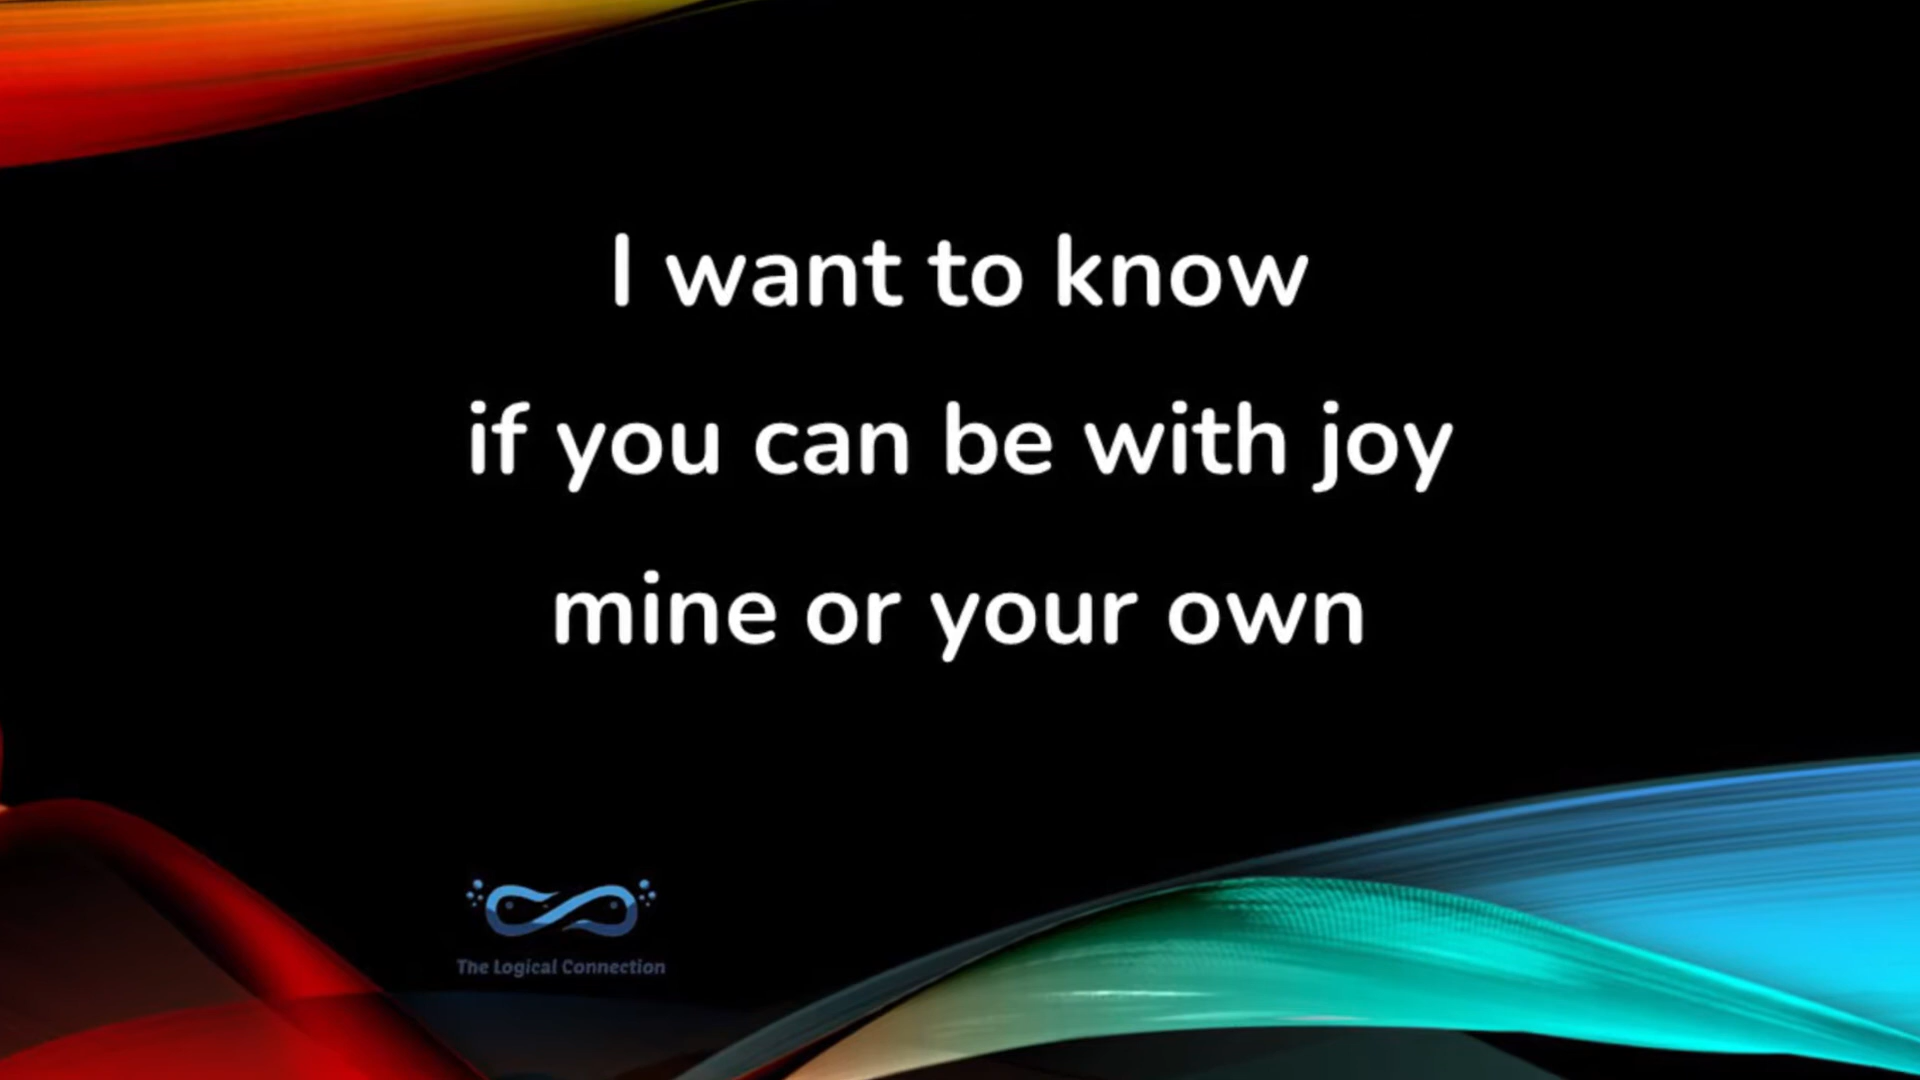 I want to know
if you can be with joy
mine or your own
The Logical Connection